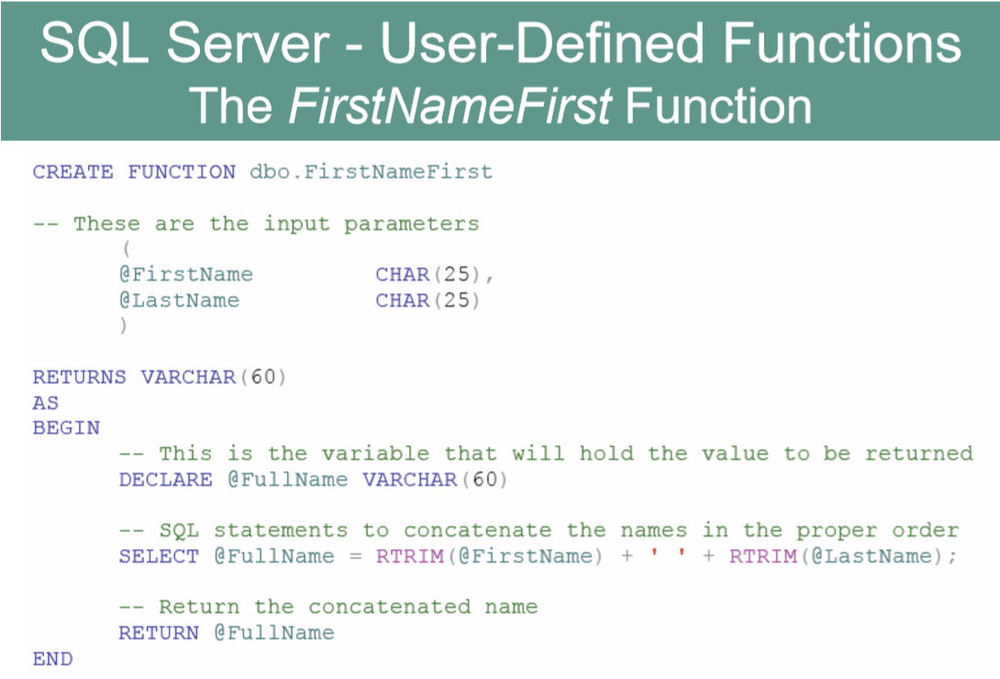 SQL Server - User-Defined Functions
The FirstNameFirst Function
CREATE FUNCTION dbo.FirstNameFirst
-- These are the input parameters
(
@FirstName CHAR(25),
@LastName CHAR(25)
)
RETURNS VARCHAR(60)
AS
BEGIN
-- This is the variable that will hold the value to be returned
DECLARE @FullName VARCHAR(60)
-- SQL statements to concatenate the names in the proper order
SELECT @FullName = RTRIM(@FirstName) + ' ' + RTRIM(@LastName);
-- Return the concatenated name
RETURN @FullName
END